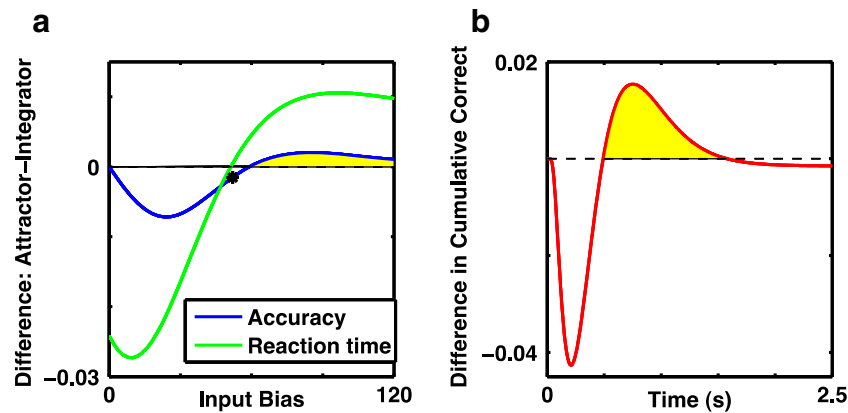 a
Difference: Attractor-Integrator
0
-0.03
0
Input Bias
120
Accuracy
Reaction time
b
Difference in Cumulative Correct
0.02
-0.04
0
Time (s)
2.5